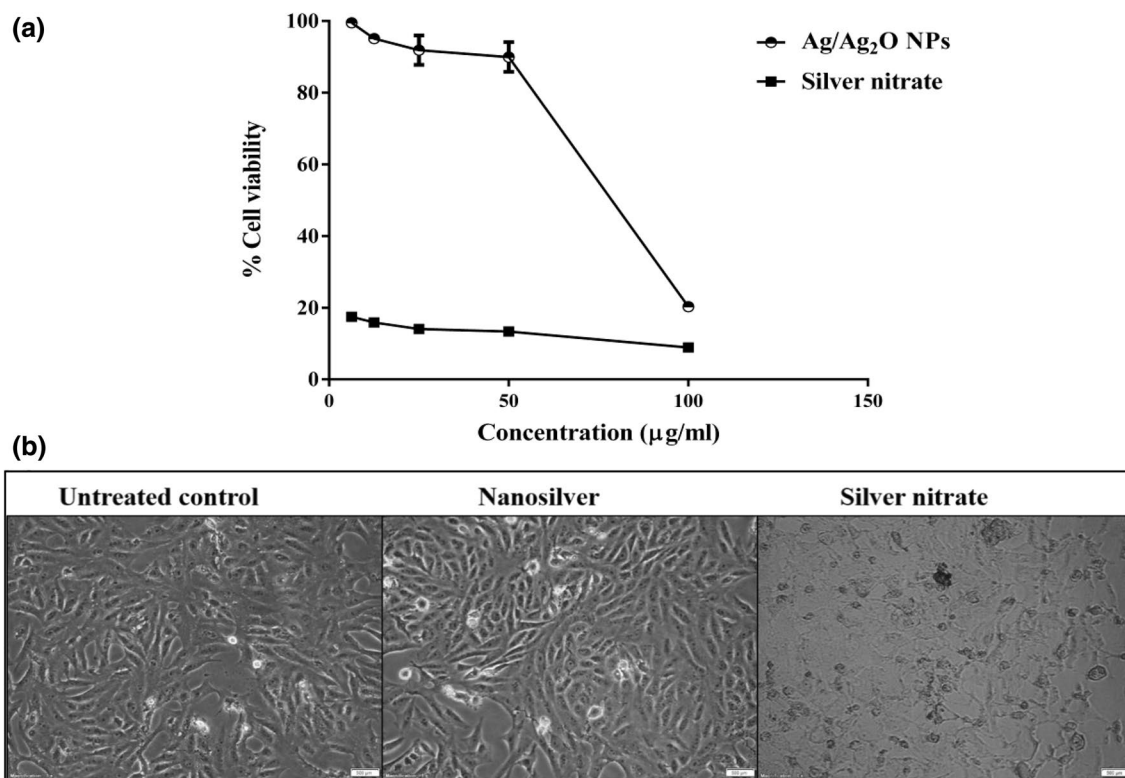 (a)
100
80
60
40
20
0
% Cell viability
0
50
100
150
Concentration (μg/ml)
Ag/Ag₂O NPs
Silver nitrate
(b)
Untreated control
Nanosilver
Silver nitrate